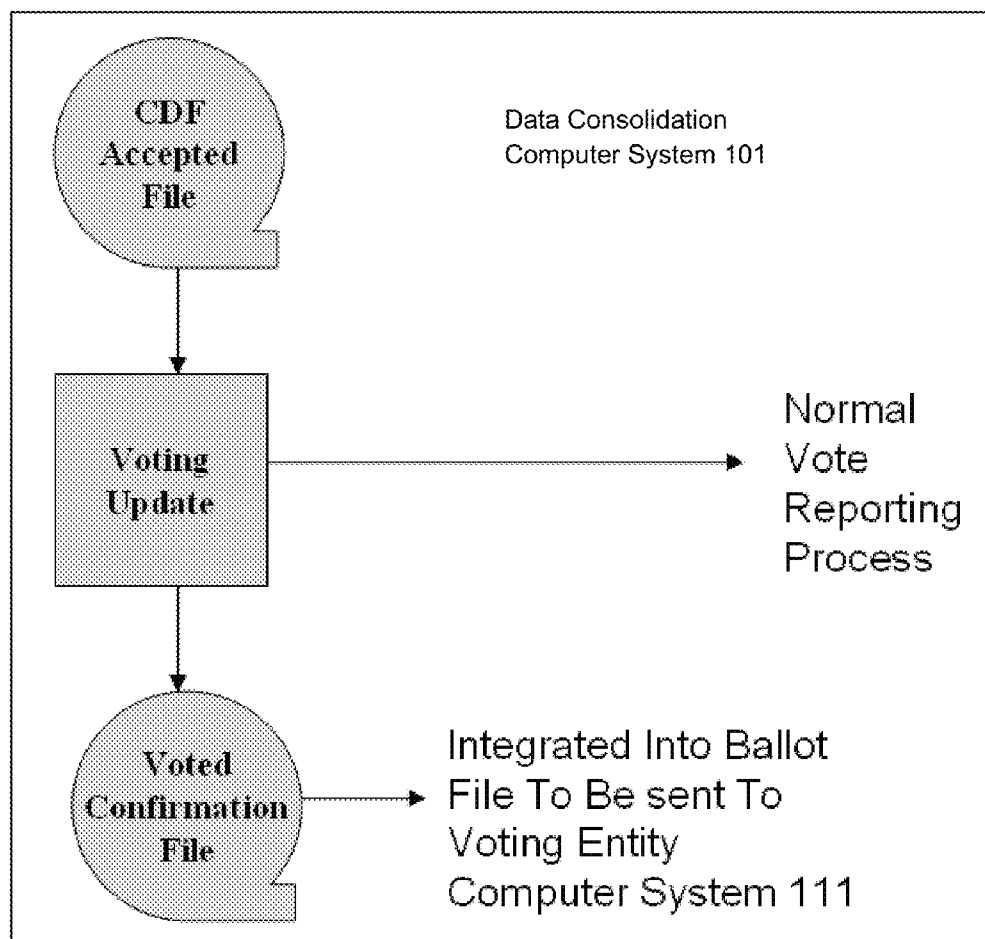 CDF
Accepted
File
Data Consolidation
Computer System 101
Voting
Update
Normal
Vote
Reporting
Process
Voted
Confirmation
File
Integrated Into Ballot
File To Be sent To
Voting Entity
Computer System 111